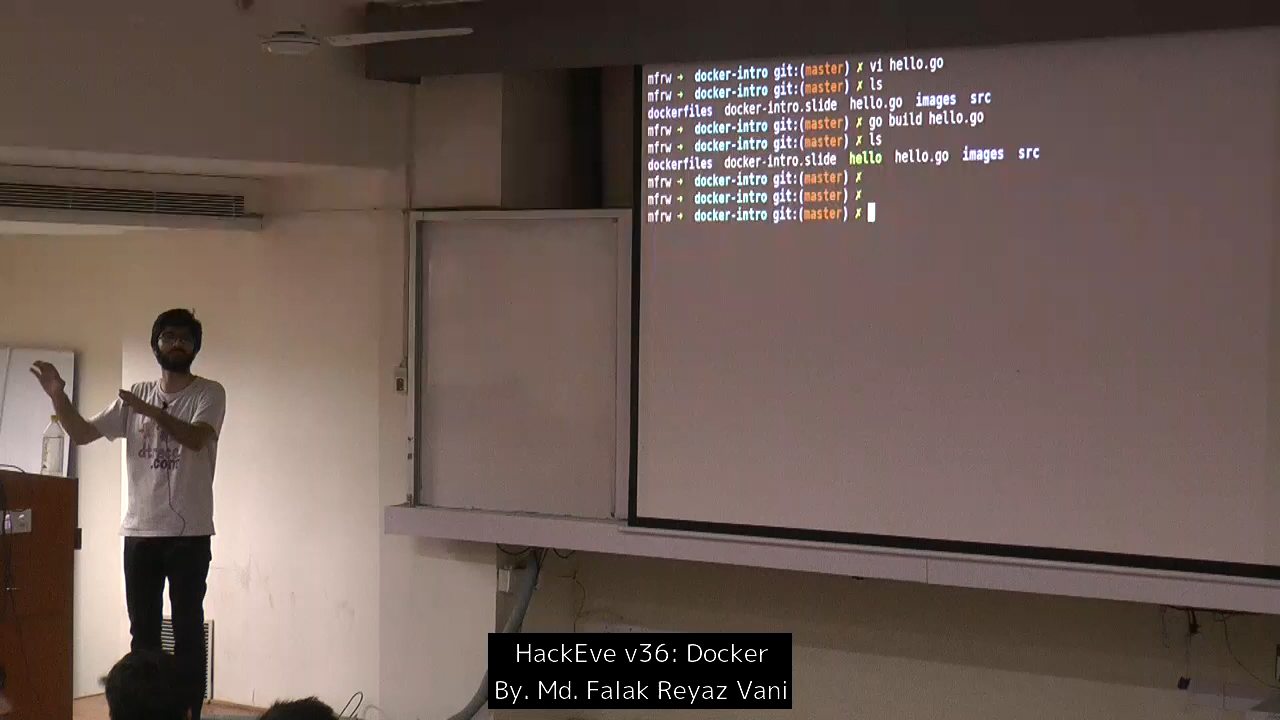 mfrw → docker-intro git:(master) ✗ vi hello.go
mfrw → docker-intro git:(master) ✗ ls
dockerfiles docker-intro.slide hello.go images src
mfrw → docker-intro git:(master) ✗ go build hello.go
mfrw → docker-intro git:(master) ✗ ls
dockerfiles docker-intro.slide hello hello.go images src
mfrw → docker-intro git:(master) ✗
mfrw → docker-intro git:(master) ✗
mfrw → docker-intro git:(master) ✗
.com
HackEve v36: Docker
By. Md. Falak Reyaz Vani